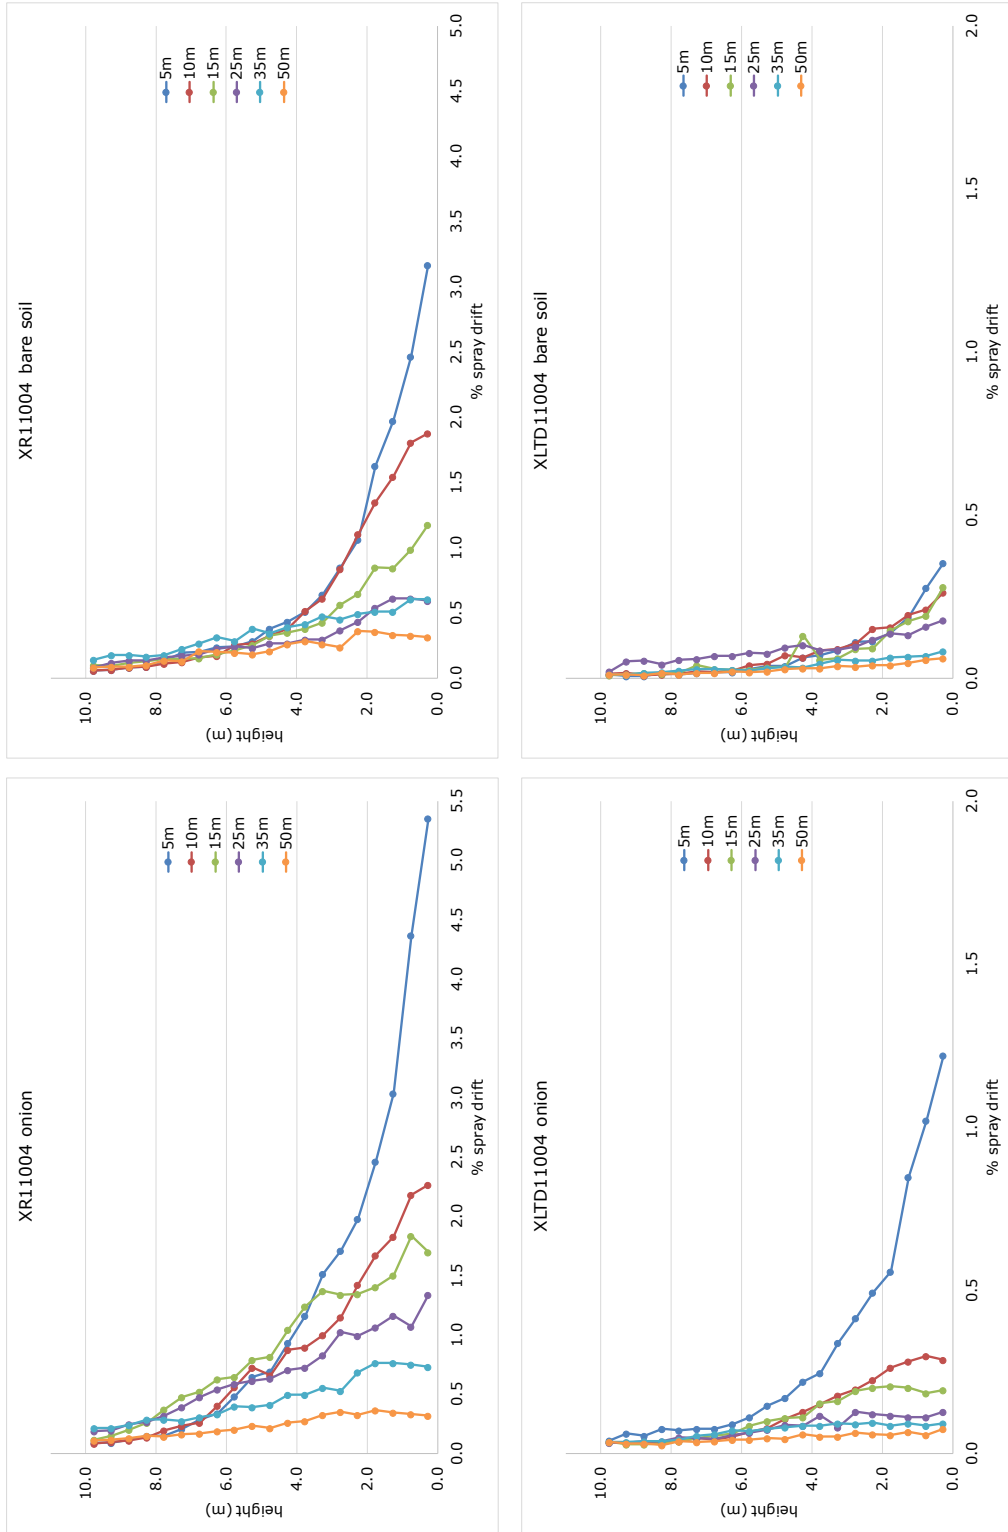 XR11004 onion
height (m)
10.0
8.0
6.0
4.0
2.0
0.0
0.0
0.5
1.0
1.5
2.0
2.5
3.0
3.5
4.0
4.5
5.0
5.5
% spray drift
5m
10m
15m
25m
35m
50m
XR11004 bare soil
height (m)
10.0
8.0
6.0
4.0
2.0
0.0
0.0
0.5
1.0
1.5
2.0
2.5
3.0
3.5
4.0
4.5
5.0
% spray drift
5m
10m
15m
25m
35m
50m
XLTD11004 onion
height (m)
10.0
8.0
6.0
4.0
2.0
0.0
0.0
0.5
1.0
1.5
2.0
% spray drift
5m
10m
15m
25m
35m
50m
XLTD11004 bare soil
height (m)
10.0
8.0
6.0
4.0
2.0
0.0
0.0
0.5
1.0
1.5
2.0
% spray drift
5m
10m
15m
25m
35m
50m